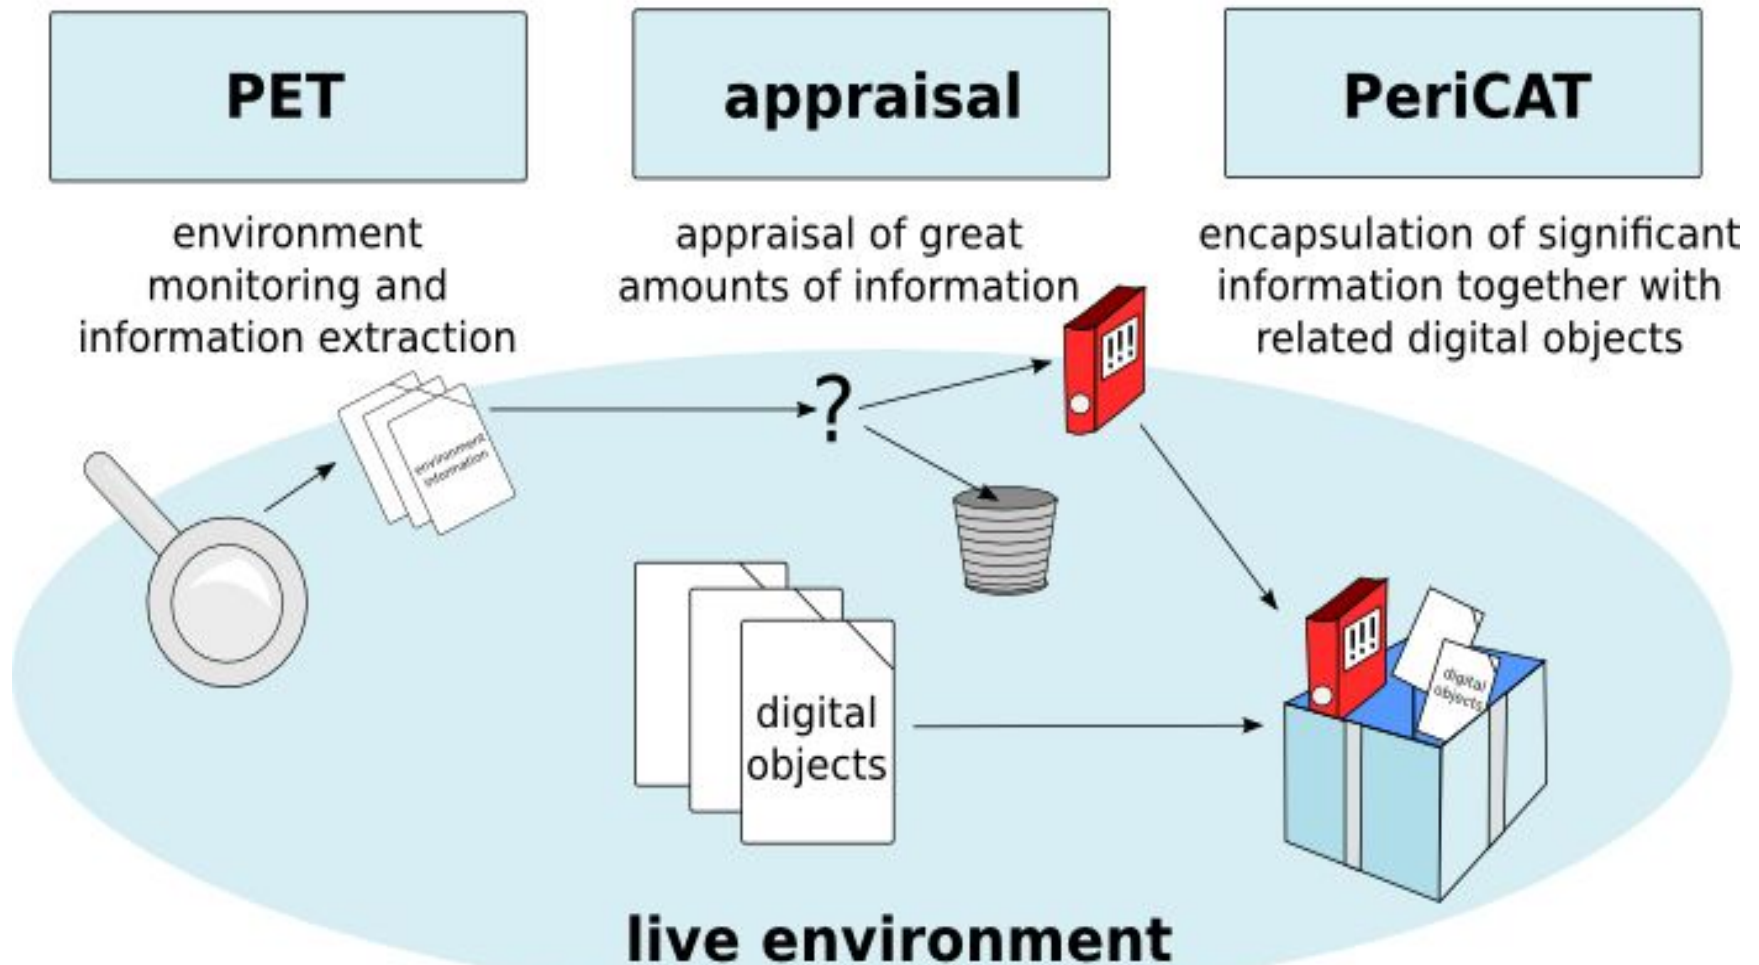 PET
appraisal
PeriCAT
environment
monitoring and
information extraction
appraisal of great
amounts of information
encapsulation of significant
information together with
related digital objects
environment
information
?
!!!
digital
objects
!!!
digital
objects
live environment